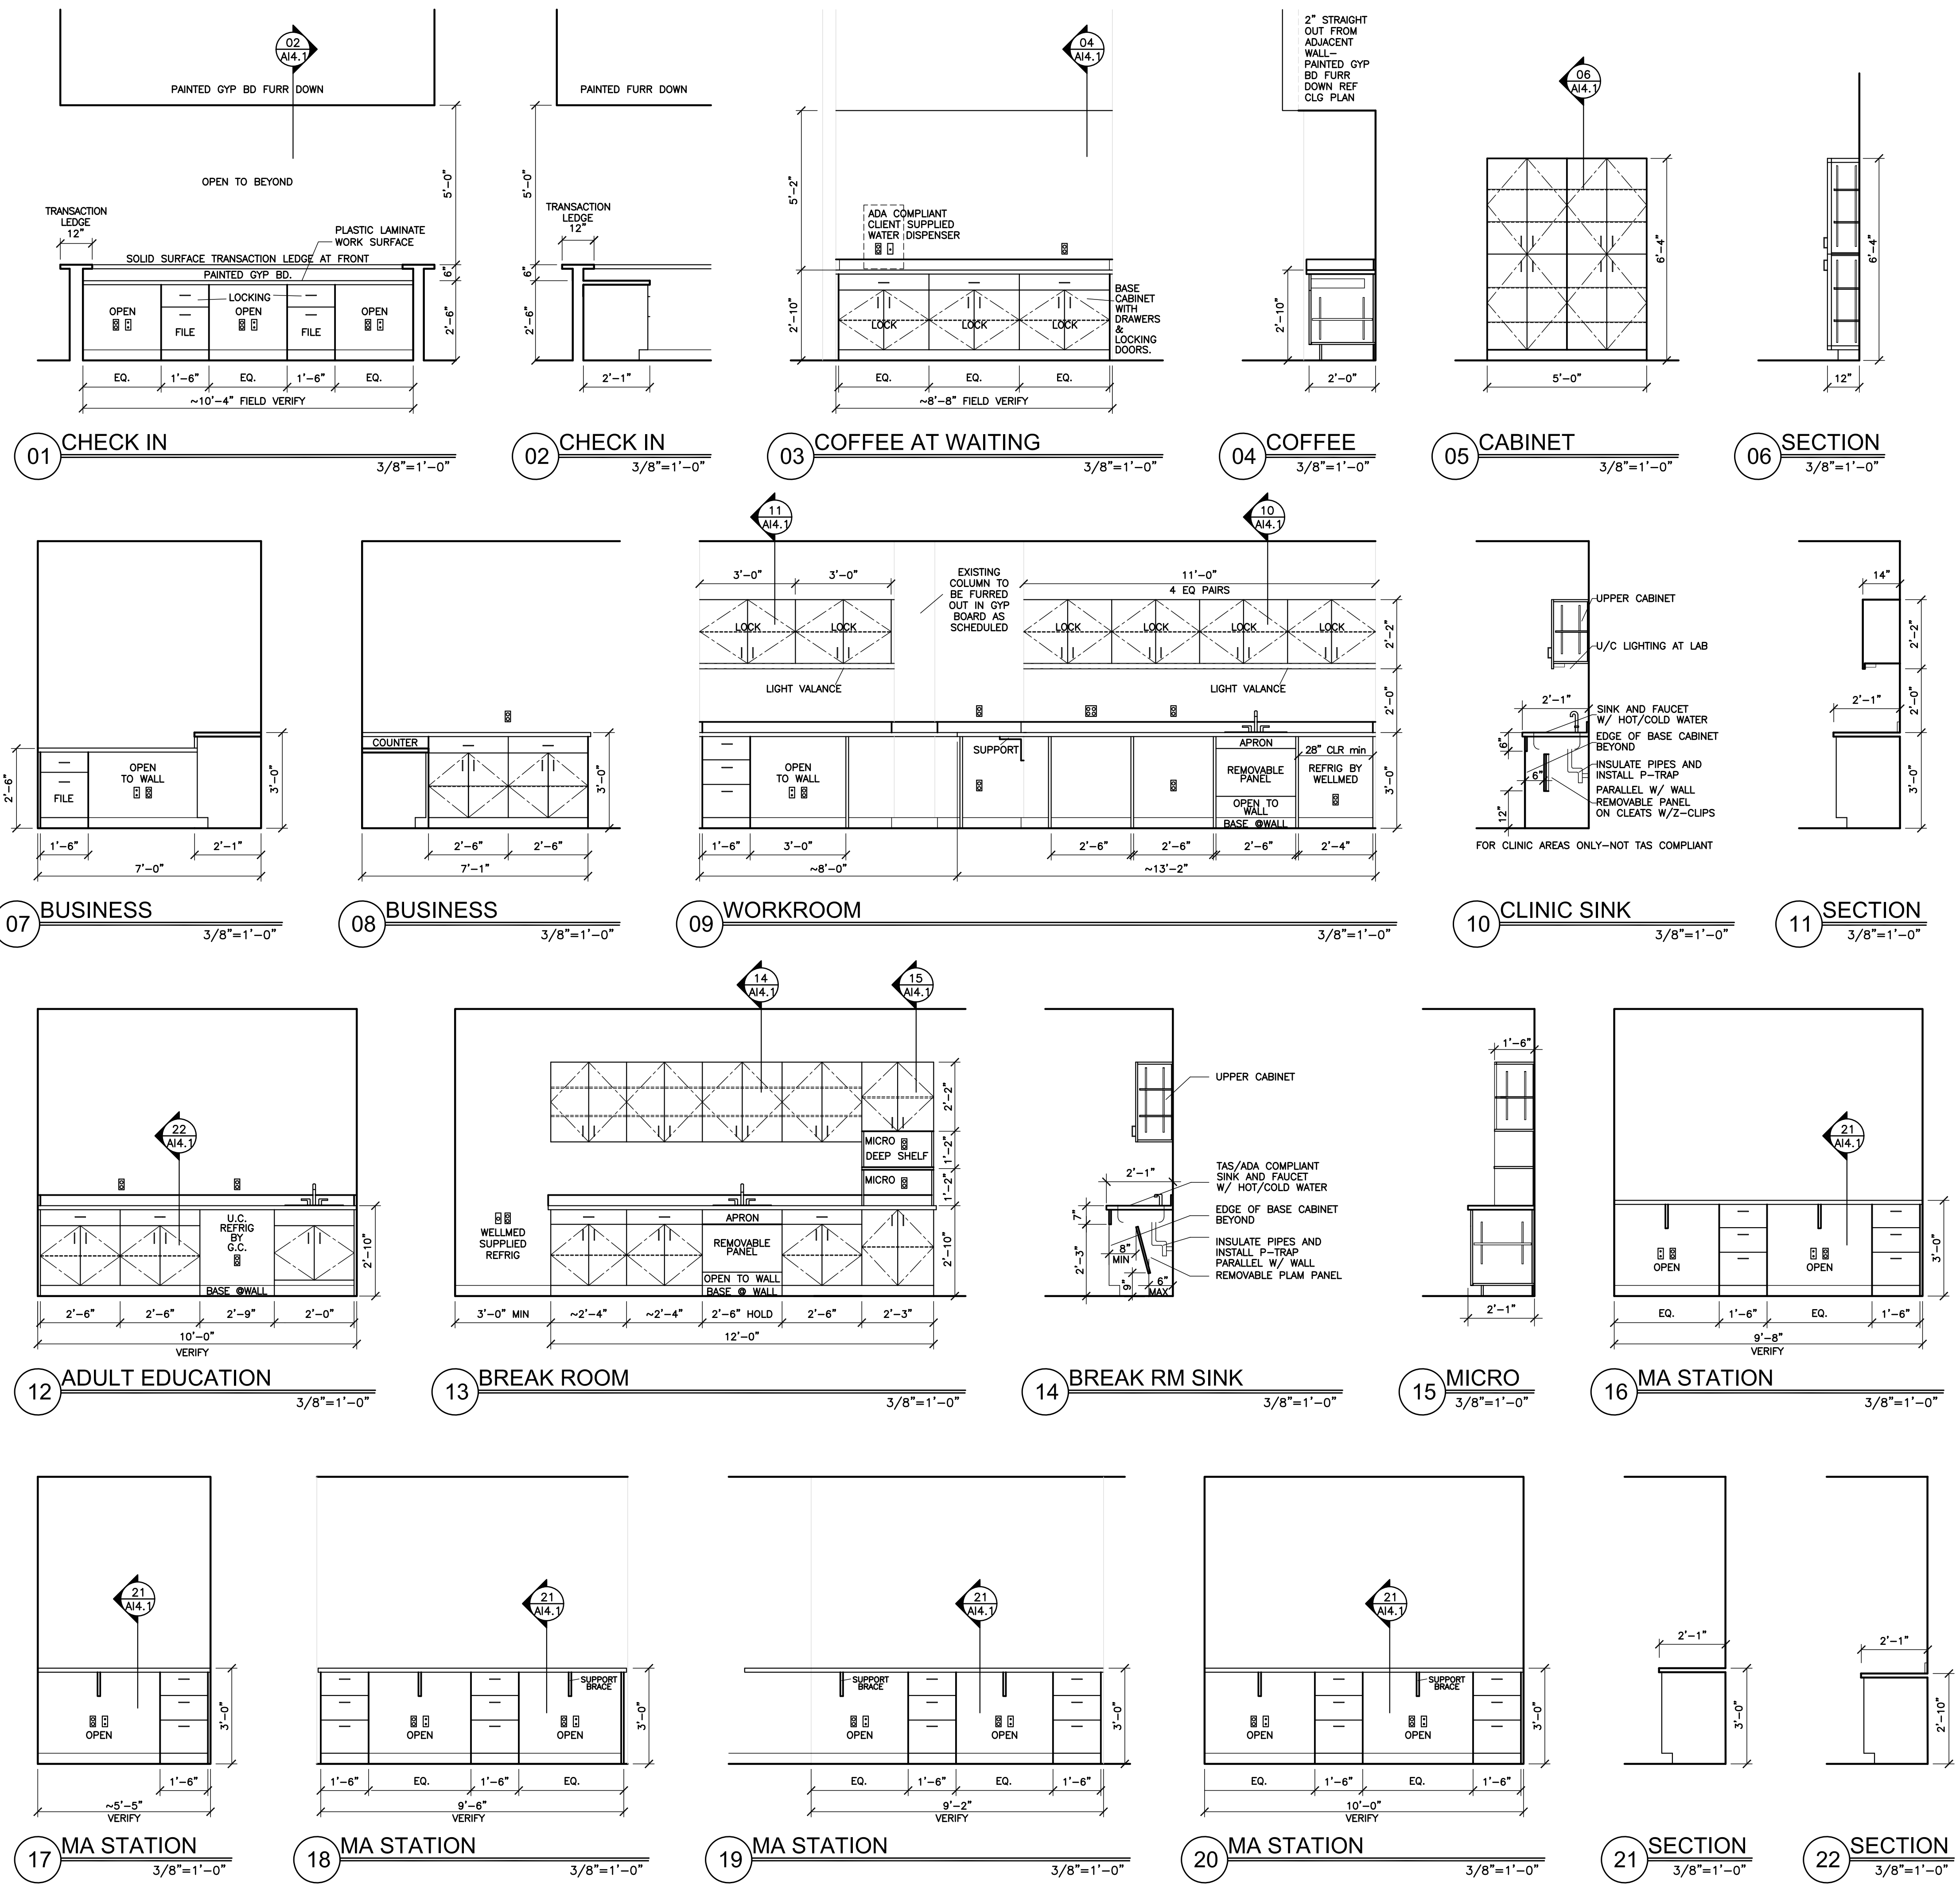 02
AI4.1
PAINTED GYP BD FURR DOWN
OPEN TO BEYOND
5'-0"
TRANSACTION
LEDGE
12"
PLASTIC LAMINATE
WORK SURFACE
SOLID SURFACE TRANSACTION LEDGE AT FRONT
PAINTED GYP BD.
6"
LOCKING
OPEN
OPEN
OPEN
FILE
FILE
2'-6"
EQ.
1'-6"
EQ.
1'-6"
EQ.
~10'-4" FIELD VERIFY
01 CHECK IN
3/8"=1'-0"
PAINTED FURR DOWN
5'-0"
TRANSACTION
LEDGE
12"
6"
2'-6"
2'-1"
02 CHECK IN
3/8"=1'-0"
04
AI4.1
5'-2"
ADA COMPLIANT
CLIENT SUPPLIED
WATER DISPENSER
2'-10"
LOCK
LOCK
LOCK
BASE
CABINET
WITH
DRAWERS
&
LOCKING
DOORS.
EQ.
EQ.
EQ.
~8'-8" FIELD VERIFY
03 COFFEE AT WAITING
3/8"=1'-0"
2" STRAIGHT
OUT FROM
ADJACENT
WALL-
PAINTED GYP
BD FURR
DOWN REF
CLG PLAN
2'-10"
2'-0"
04 COFFEE
3/8"=1'-0"
06
AI4.1
6'-4"
5'-0"
05 CABINET
3/8"=1'-0"
6'-4"
12"
06 SECTION
3/8"=1'-0"
2'-6"
FILE
OPEN
TO WALL
3'-0"
1'-6"
2'-1"
7'-0"
07 BUSINESS
3/8"=1'-0"
COUNTER
3'-0"
2'-6"
2'-6"
7'-1"
08 BUSINESS
3/8"=1'-0"
11
AI4.1
10
AI4.1
3'-0"
3'-0"
EXISTING
COLUMN TO
BE FURRED
OUT IN GYP
BOARD AS
SCHEDULED
11'-0"
4 EQ PAIRS
LOCK
LOCK
LOCK
LOCK
LOCK
LOCK
2'-2"
LIGHT VALANCE
LIGHT VALANCE
2'-0"
SUPPORT
APRON
28" CLR min
OPEN
TO WALL
REMOVABLE
PANEL
REFRIG BY
WELLMED
OPEN TO
WALL
BASE @WALL
3'-0"
1'-6"
3'-0"
2'-6"
2'-6"
2'-6"
2'-4"
~8'-0"
~13'-2"
09 WORKROOM
3/8"=1'-0"
UPPER CABINET
U/C LIGHTING AT LAB
2'-1"
SINK AND FAUCET
W/ HOT/COLD WATER
EDGE OF BASE CABINET
BEYOND
6"
INSULATE PIPES AND
INSTALL P-TRAP
6"
PARALLEL W/ WALL
REMOVABLE PANEL
ON CLEATS W/Z-CLIPS
12"
FOR CLINIC AREAS ONLY-NOT TAS COMPLIANT
10 CLINIC SINK
3/8"=1'-0"
14"
2'-2"
2'-1"
2'-0"
3'-0"
11 SECTION
3/8"=1'-0"
22
AI4.1
U.C.
REFRIG
BY
G.C.
BASE @WALL
2'-10"
2'-6"
2'-6"
2'-9"
2'-0"
10'-0"
VERIFY
12 ADULT EDUCATION
3/8"=1'-0"
14
AI4.1
15
AI4.1
2'-2"
MICRO
DEEP SHELF
1'-2"
MICRO
1'-2"
WELLMED
SUPPLIED
REFRIG
APRON
REMOVABLE
PANEL
OPEN TO WALL
BASE @ WALL
2'-10"
3'-0" MIN
~2'-4"
~2'-4"
2'-6" HOLD
2'-6"
2'-3"
12'-0"
13 BREAK ROOM
3/8"=1'-0"
UPPER CABINET
2'-1"
TAS/ADA COMPLIANT
SINK AND FAUCET
W/ HOT/COLD WATER
7"
EDGE OF BASE CABINET
BEYOND
8"
MIN
INSULATE PIPES AND
INSTALL P-TRAP
PARALLEL W/ WALL
REMOVABLE PLAM PANEL
2'-3"
9"
6"
MAX
14 BREAK RM SINK
3/8"=1'-0"
1'-6"
2'-1"
15 MICRO
3/8"=1'-0"
21
AI4.1
OPEN
OPEN
3'-0"
EQ.
1'-6"
EQ.
1'-6"
9'-8"
VERIFY
16 MA STATION
3/8"=1'-0"
21
AI4.1
OPEN
3'-0"
1'-6"
~5'-5"
VERIFY
17 MA STATION
3/8"=1'-0"
21
AI4.1
SUPPORT
BRACE
OPEN
OPEN
3'-0"
1'-6"
EQ.
1'-6"
EQ.
9'-6"
VERIFY
18 MA STATION
3/8"=1'-0"
21
AI4.1
SUPPORT
BRACE
OPEN
OPEN
3'-0"
EQ.
1'-6"
EQ.
1'-6"
9'-2"
VERIFY
19 MA STATION
3/8"=1'-0"
21
AI4.1
SUPPORT
BRACE
OPEN
OPEN
3'-0"
EQ.
1'-6"
EQ.
1'-6"
10'-0"
VERIFY
20 MA STATION
3/8"=1'-0"
2'-1"
3'-0"
21 SECTION
3/8"=1'-0"
2'-1"
2'-10"
22 SECTION
3/8"=1'-0"